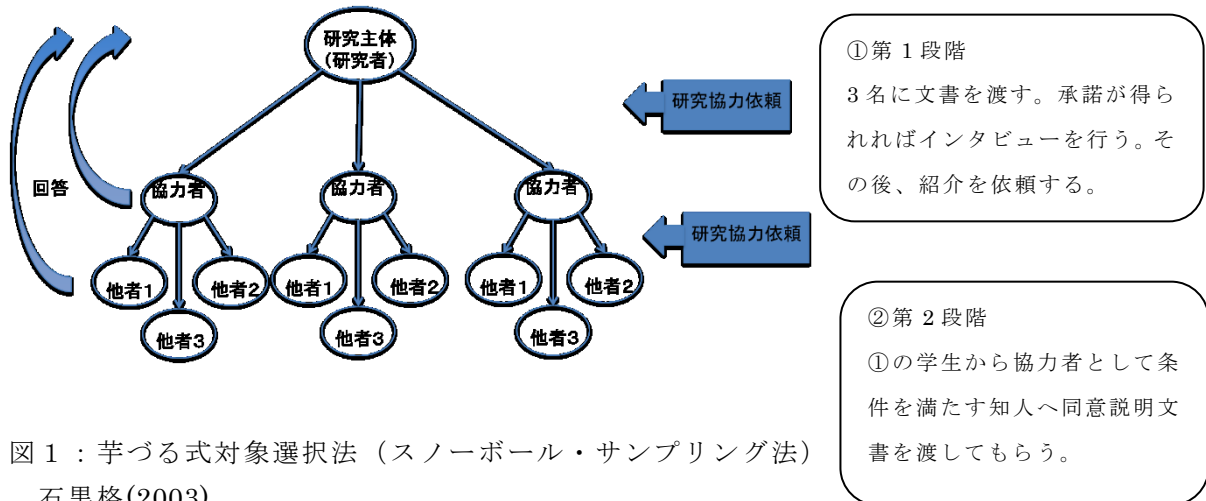 研究主体
(研究者)
研究協力依頼
回答
協力者
協力者
協力者
研究協力依頼
他者1
他者2
他者1
他者2
他者1
他者2
他者3
他者3
他者3
①第 1 段階
3 名に文書を渡す。承諾が得ら
れればインタビューを行う。そ
の後、紹介を依頼する。
②第 2 段階
①の学生から協力者として条
件を満たす知人へ同意説明文
書を渡してもらう。
図 1 ：芋づる式対象選択法（スノーボール・サンプリング法）
石黒格(2003)